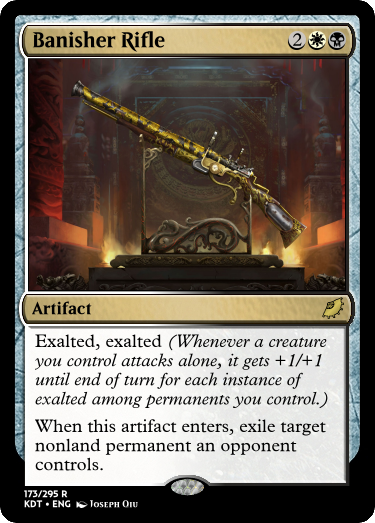 Banisher Rifle 2
Artifact
Exalted, exalted (Whenever a creature
you control attacks alone, it gets +1/+1
until end of turn for each instance of
exalted among permanents you control.)
When this artifact enters, exile target
nonland permanent an opponent
controls.
173/295 R
KDT • ENG Joseph Qiu